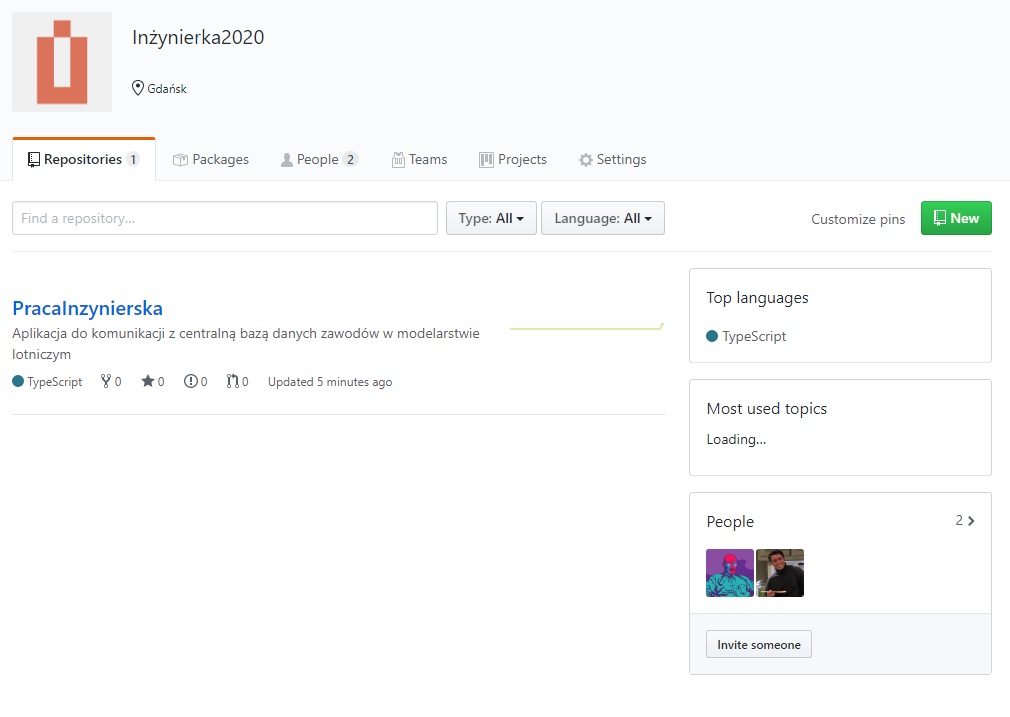 Inżynierka2020
Gdańsk
Repositories 1 Packages People 2 Teams Projects Settings
Find a repository... Type: All Language: All Customize pins New
PracaInzynierska
Aplikacja do komunikacji z centralną bazą danych zawodów w modelarstwie
lotniczym
TypeScript 0 0 0 0 Updated 5 minutes ago
Top languages
TypeScript
Most used topics
Loading...
People 2
Invite someone